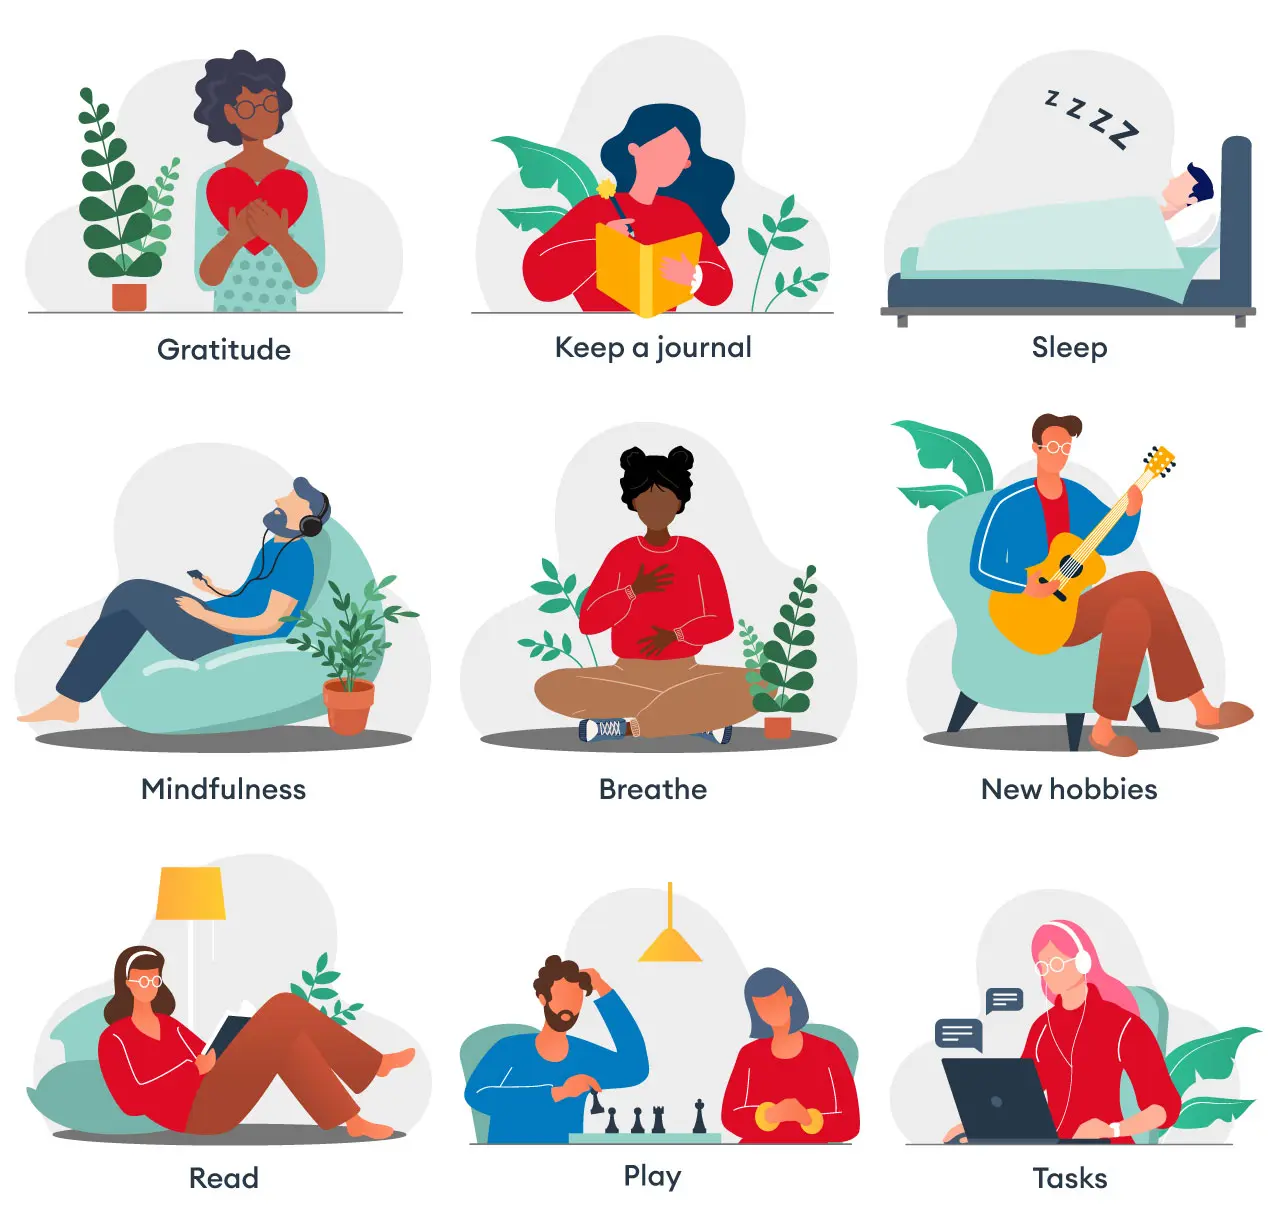 z z z z
Gratitude
Keep a journal
Sleep
Mindfulness
Breathe
New hobbies
Read
Play
Tasks